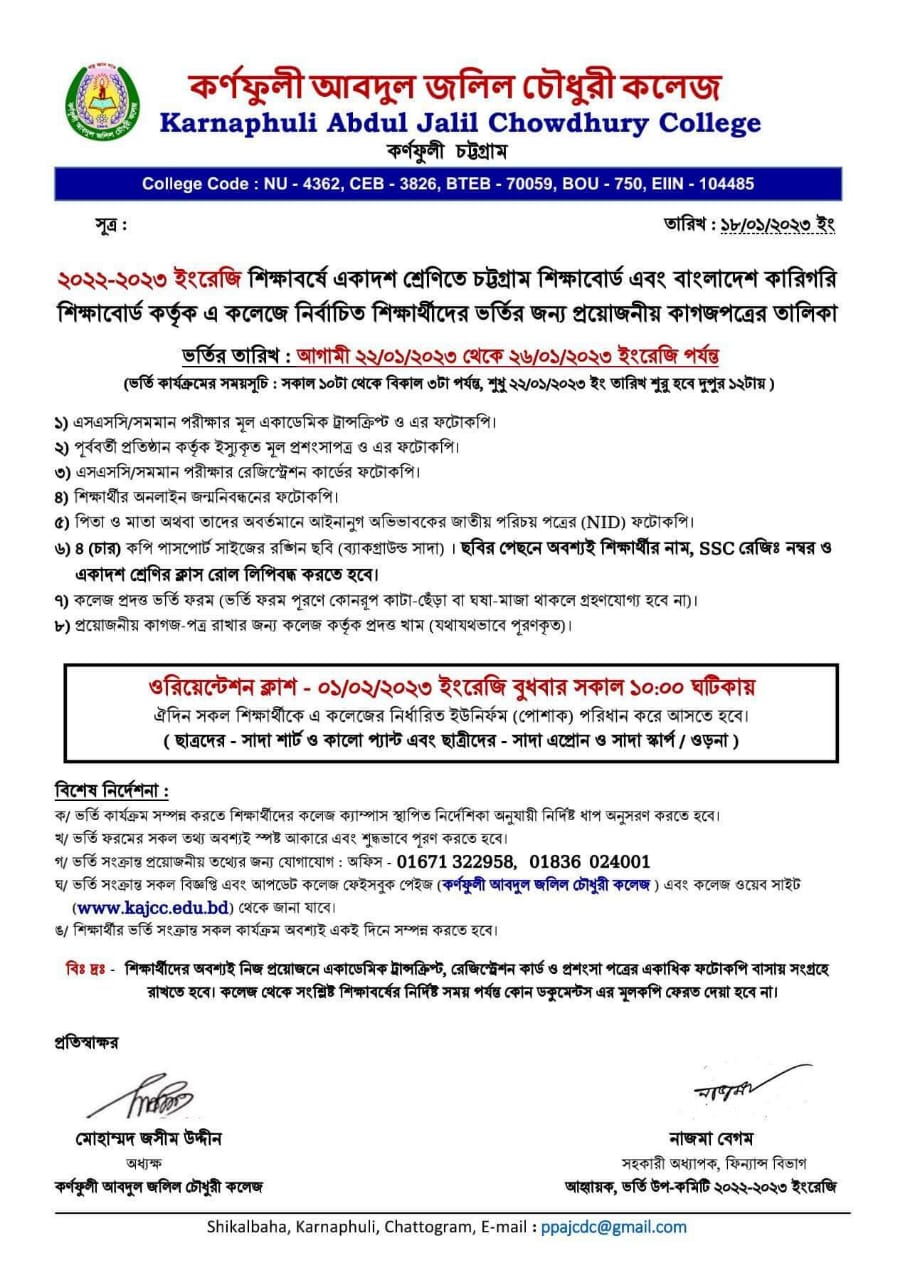 কর্ণফুলী আবদুল জলিল চৌধুরী কলেজ
Karnaphuli Abdul Jalil Chowdhury College
কর্ণফুলী চট্টগ্রাম
College Code : NU - 4362, CEB - 3826, BTEB - 70059, BOU - 750, EIIN - 104485
সূত্র :
তারিখ : ১৮/০১/২০২৩ ইং
২০২২-২০২৩ ইংরেজি শিক্ষাবর্ষে একাদশ শ্রেণিতে চট্টগ্রাম শিক্ষাবোর্ড এবং বাংলাদেশ কারিগরি
শিক্ষাবোর্ড কর্তৃক এ কলেজে নির্বাচিত শিক্ষার্থীদের ভর্তির জন্য প্রয়োজনীয় কাগজপত্রের তালিকা
ভর্তির তারিখ : আগামী ২২/০১/২০২৩ থেকে ২৬/০১/২০২৩ ইংরেজি পর্যন্ত
(ভর্তি কার্যক্রমের সময়সূচি : সকাল ১০টা থেকে বিকাল ৩টা পর্যন্ত, শুধু ২২/০১/২০২৩ ইং তারিখ শুরু হবে দুপুর ১২টায় )
১) এসএসসি/সমমান পরীক্ষার মূল একাডেমিক ট্রান্সক্রিপ্ট ও এর ফটোকপি।
২) পূর্ববর্তী প্রতিষ্ঠান কর্তৃক ইস্যুকৃত মূল প্রশংসাপত্র ও এর ফটোকপি।
৩) এসএসসি/সমমান পরীক্ষার রেজিস্ট্রেশন কার্ডের ফটোকপি।
৪) শিক্ষার্থীর অনলাইন জন্মনিবন্ধনের ফটোকপি।
৫) পিতা ও মাতা অথবা তাদের অবর্তমানে আইনানুগ অভিভাবকের জাতীয় পরিচয় পত্রের (NID) ফটোকপি।
৬) ৪ (চার) কপি পাসপোর্ট সাইজের রঙ্গিন ছবি (ব্যাকগ্রাউন্ড সাদা) । ছবির পেছনে অবশ্যই শিক্ষার্থীর নাম, SSC রেজিঃ নম্বর ও
একাদশ শ্রেণির ক্লাস রোল লিপিবদ্ধ করতে হবে।
৭) কলেজ প্রদত্ত ভর্তি ফরম (ভর্তি ফরম পূরণে কোনরূপ কাটা-ছেঁড়া বা ঘষা-মাজা থাকলে গ্রহণযোগ্য হবে না)।
৮) প্রয়োজনীয় কাগজ-পত্র রাখার জন্য কলেজ কর্তৃক প্রদত্ত খাম (যথাযথভাবে পূরণকৃত)।
ওরিয়েন্টেশন ক্লাশ - ০১/০২/২০২৩ ইংরেজি বুধবার সকাল ১০:০০ ঘটিকায়
ঐদিন সকল শিক্ষার্থীকে এ কলেজের নির্ধারিত ইউনির্ফম (পোশাক) পরিধান করে আসতে হবে।
( ছাত্রদের - সাদা শার্ট ও কালো প্যান্ট এবং ছাত্রীদের - সাদা এপ্রোন ও সাদা স্কার্প / ওড়না )
বিশেষ নির্দেশনা :
ক/ ভর্তি কার্যক্রম সম্পন্ন করতে শিক্ষার্থীদের কলেজ ক্যাম্পাস স্থাপিত নির্দেশিকা অনুযায়ী নির্দিষ্ট ধাপ অনুসরণ করতে হবে।
খ/ ভর্তি ফরমের সকল তথ্য অবশ্যই স্পষ্ট আকারে এবং শুদ্ধভাবে পূরণ করতে হবে।
গ/ ভর্তি সংক্রান্ত প্রয়োজনীয় তথ্যের জন্য যোগাযোগ : অফিস - 01671 322958, 01836 024001
ঘ/ ভর্তি সংক্রান্ত সকল বিজ্ঞপ্তি এবং আপডেট কলেজ ফেইসবুক পেইজ (কর্ণফুলী আবদুল জলিল চৌধুরী কলেজ ) এবং কলেজ ওয়েব সাইট
(www.kajcc.edu.bd) থেকে জানা যাবে।
ঙ/ শিক্ষার্থীর ভর্তি সংক্রান্ত সকল কার্যক্রম অবশ্যই একই দিনে সম্পন্ন করতে হবে।
বিঃ দ্রঃ - শিক্ষার্থীদের অবশ্যই নিজ প্রয়োজনে একাডেমিক ট্রান্সক্রিপ্ট, রেজিস্ট্রেশন কার্ড ও প্রশংসা পত্রের একাধিক ফটোকপি বাসায় সংগ্রহে
রাখতে হবে। কলেজ থেকে সংশ্লিষ্ট শিক্ষাবর্ষের নির্দিষ্ট সময় পর্যন্ত কোন ডকুমেন্টস এর মূলকপি ফেরত দেয়া হবে না।
প্রতিস্বাক্ষর
মোহাম্মদ জসীম উদ্দীন
অধ্যক্ষ
কর্ণফুলী আবদুল জলিল চৌধুরী কলেজ
নাজমা বেগম
সহকারী অধ্যাপক, ফিন্যান্স বিভাগ
আহ্বায়ক, ভর্তি উপ-কমিটি ২০২২-২০২৩ ইংরেজি
Shikalbaha, Karnaphuli, Chattogram, E-mail : ppajcdc@gmail.com